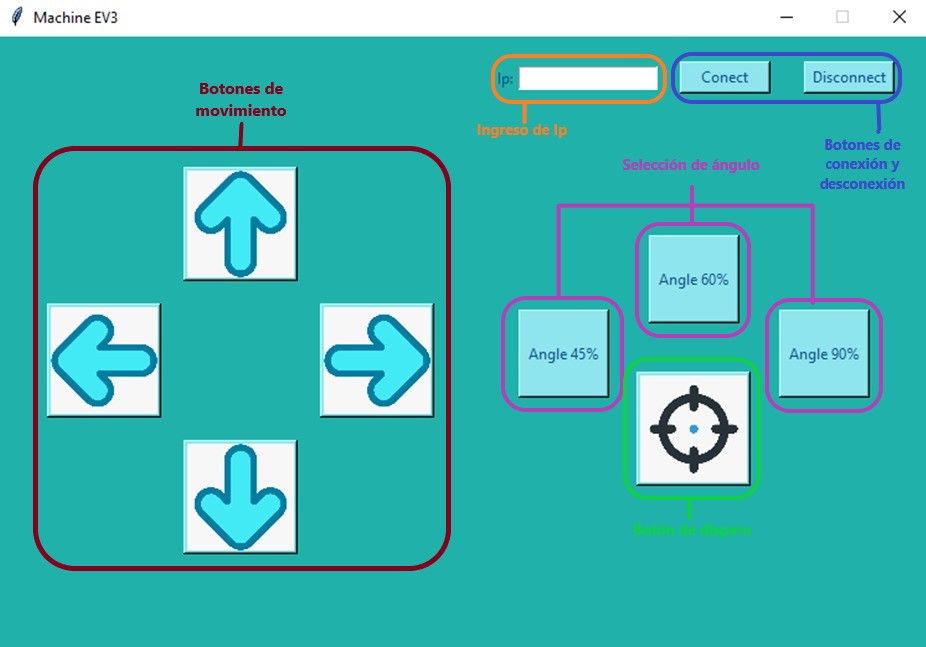 Machine EV3
Botones de
movimiento
Ip:
Conect
Disconnect
Ingreso de Ip
Botones de
conexión y
desconexión
Selección de ángulo
Angle 60%
Angle 45%
Angle 90%
Botón de disparo